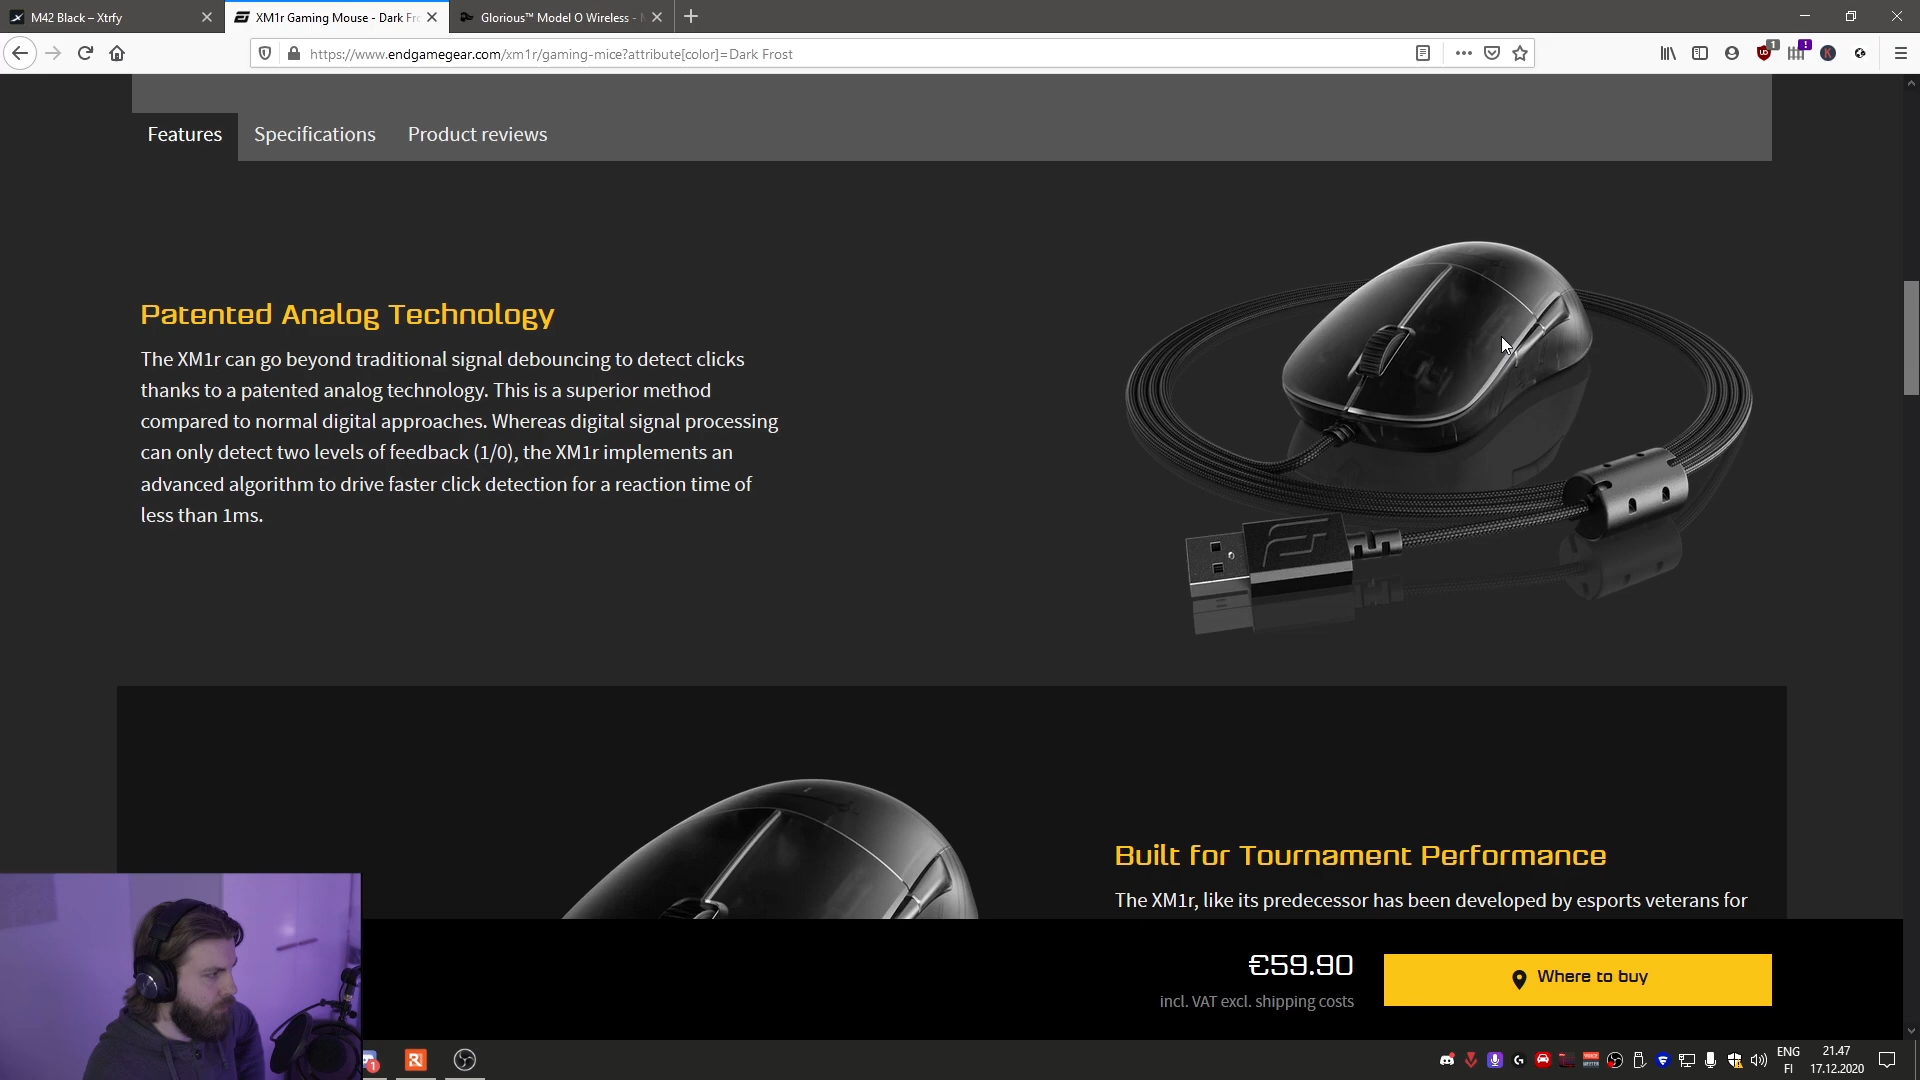 M42 Black – Xtrfy
XM1r Gaming Mouse - Dark Fr
Glorious™ Model O Wireless -
https://www.endgamegear.com/xm1r/gaming-mice?attribute[color]=Dark Frost
1
Features
Specifications
Product reviews
Patented Analog Technology
The XM1r can go beyond traditional signal debouncing to detect clicks
thanks to a patented analog technology. This is a superior method
compared to normal digital approaches. Whereas digital signal processing
can only detect two levels of feedback (1/0), the XM1r implements an
advanced algorithm to drive faster click detection for a reaction time of
less than 1ms.
Built for Tournament Performance
The XM1r, like its predecessor has been developed by esports veterans for
€59.90
incl. VAT excl. shipping costs
Where to buy
1
ENG
FI
21.47
17.12.2020